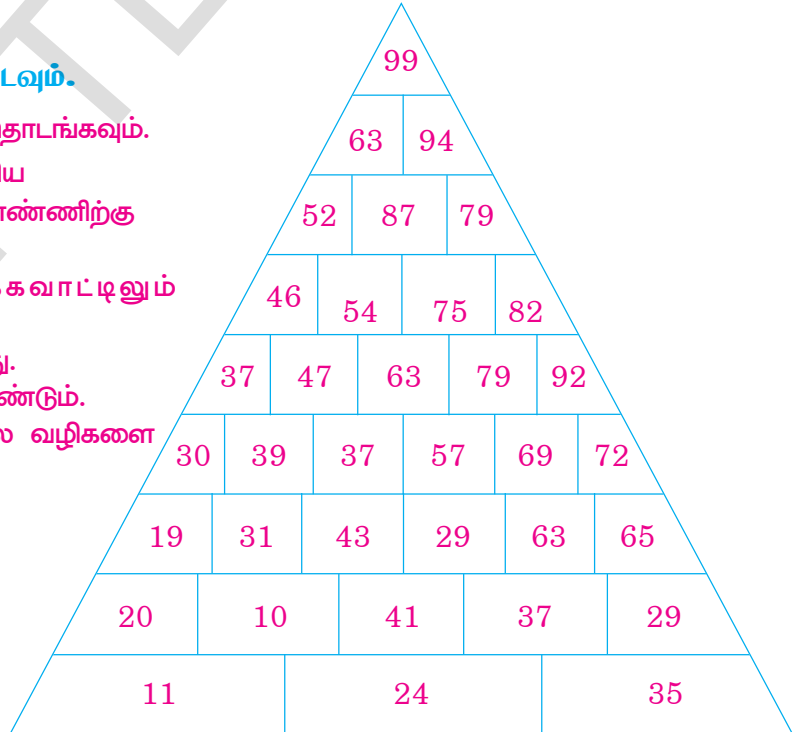 டவும்.
தொடங்கவும்.
ய
ண்ணிற்கு
கவாட்டிலும்
து.
ண்டும்.
ல வழிகளை
99
63 94
52 87 79
46 54 75 82
37 47 63 79 92
30 39 37 57 69 72
19 31 43 29 63 65
20 10 41 37 29
11 24 35